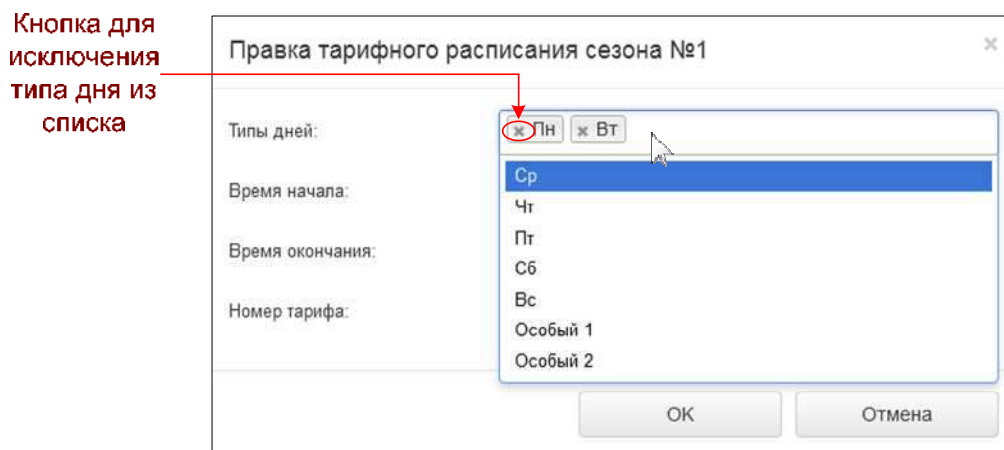 Кнопка для
исключения
типа дня из
списка
Правка тарифного расписания сезона №1
×
Типы дней:
× Пн × Вт
Время начала:
Время окончания:
Номер тарифа:
Ср
Чт
Пт
Сб
Вс
Особый 1
Особый 2
OK Отмена